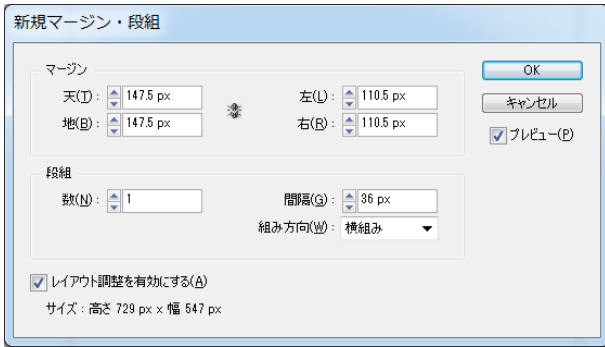 新規マージン・段組
マージン
天(T): 147.5 px
左(L): 110.5 px
地(B): 147.5 px
右(R): 110.5 px
OK
キャンセル
プレビュー(P)
段組
数(N): 1
間隔(G): 36 px
組み方向(W): 横組み
レイアウト調整を有効にする(A)
サイズ:高さ 729 px x 幅 547 px